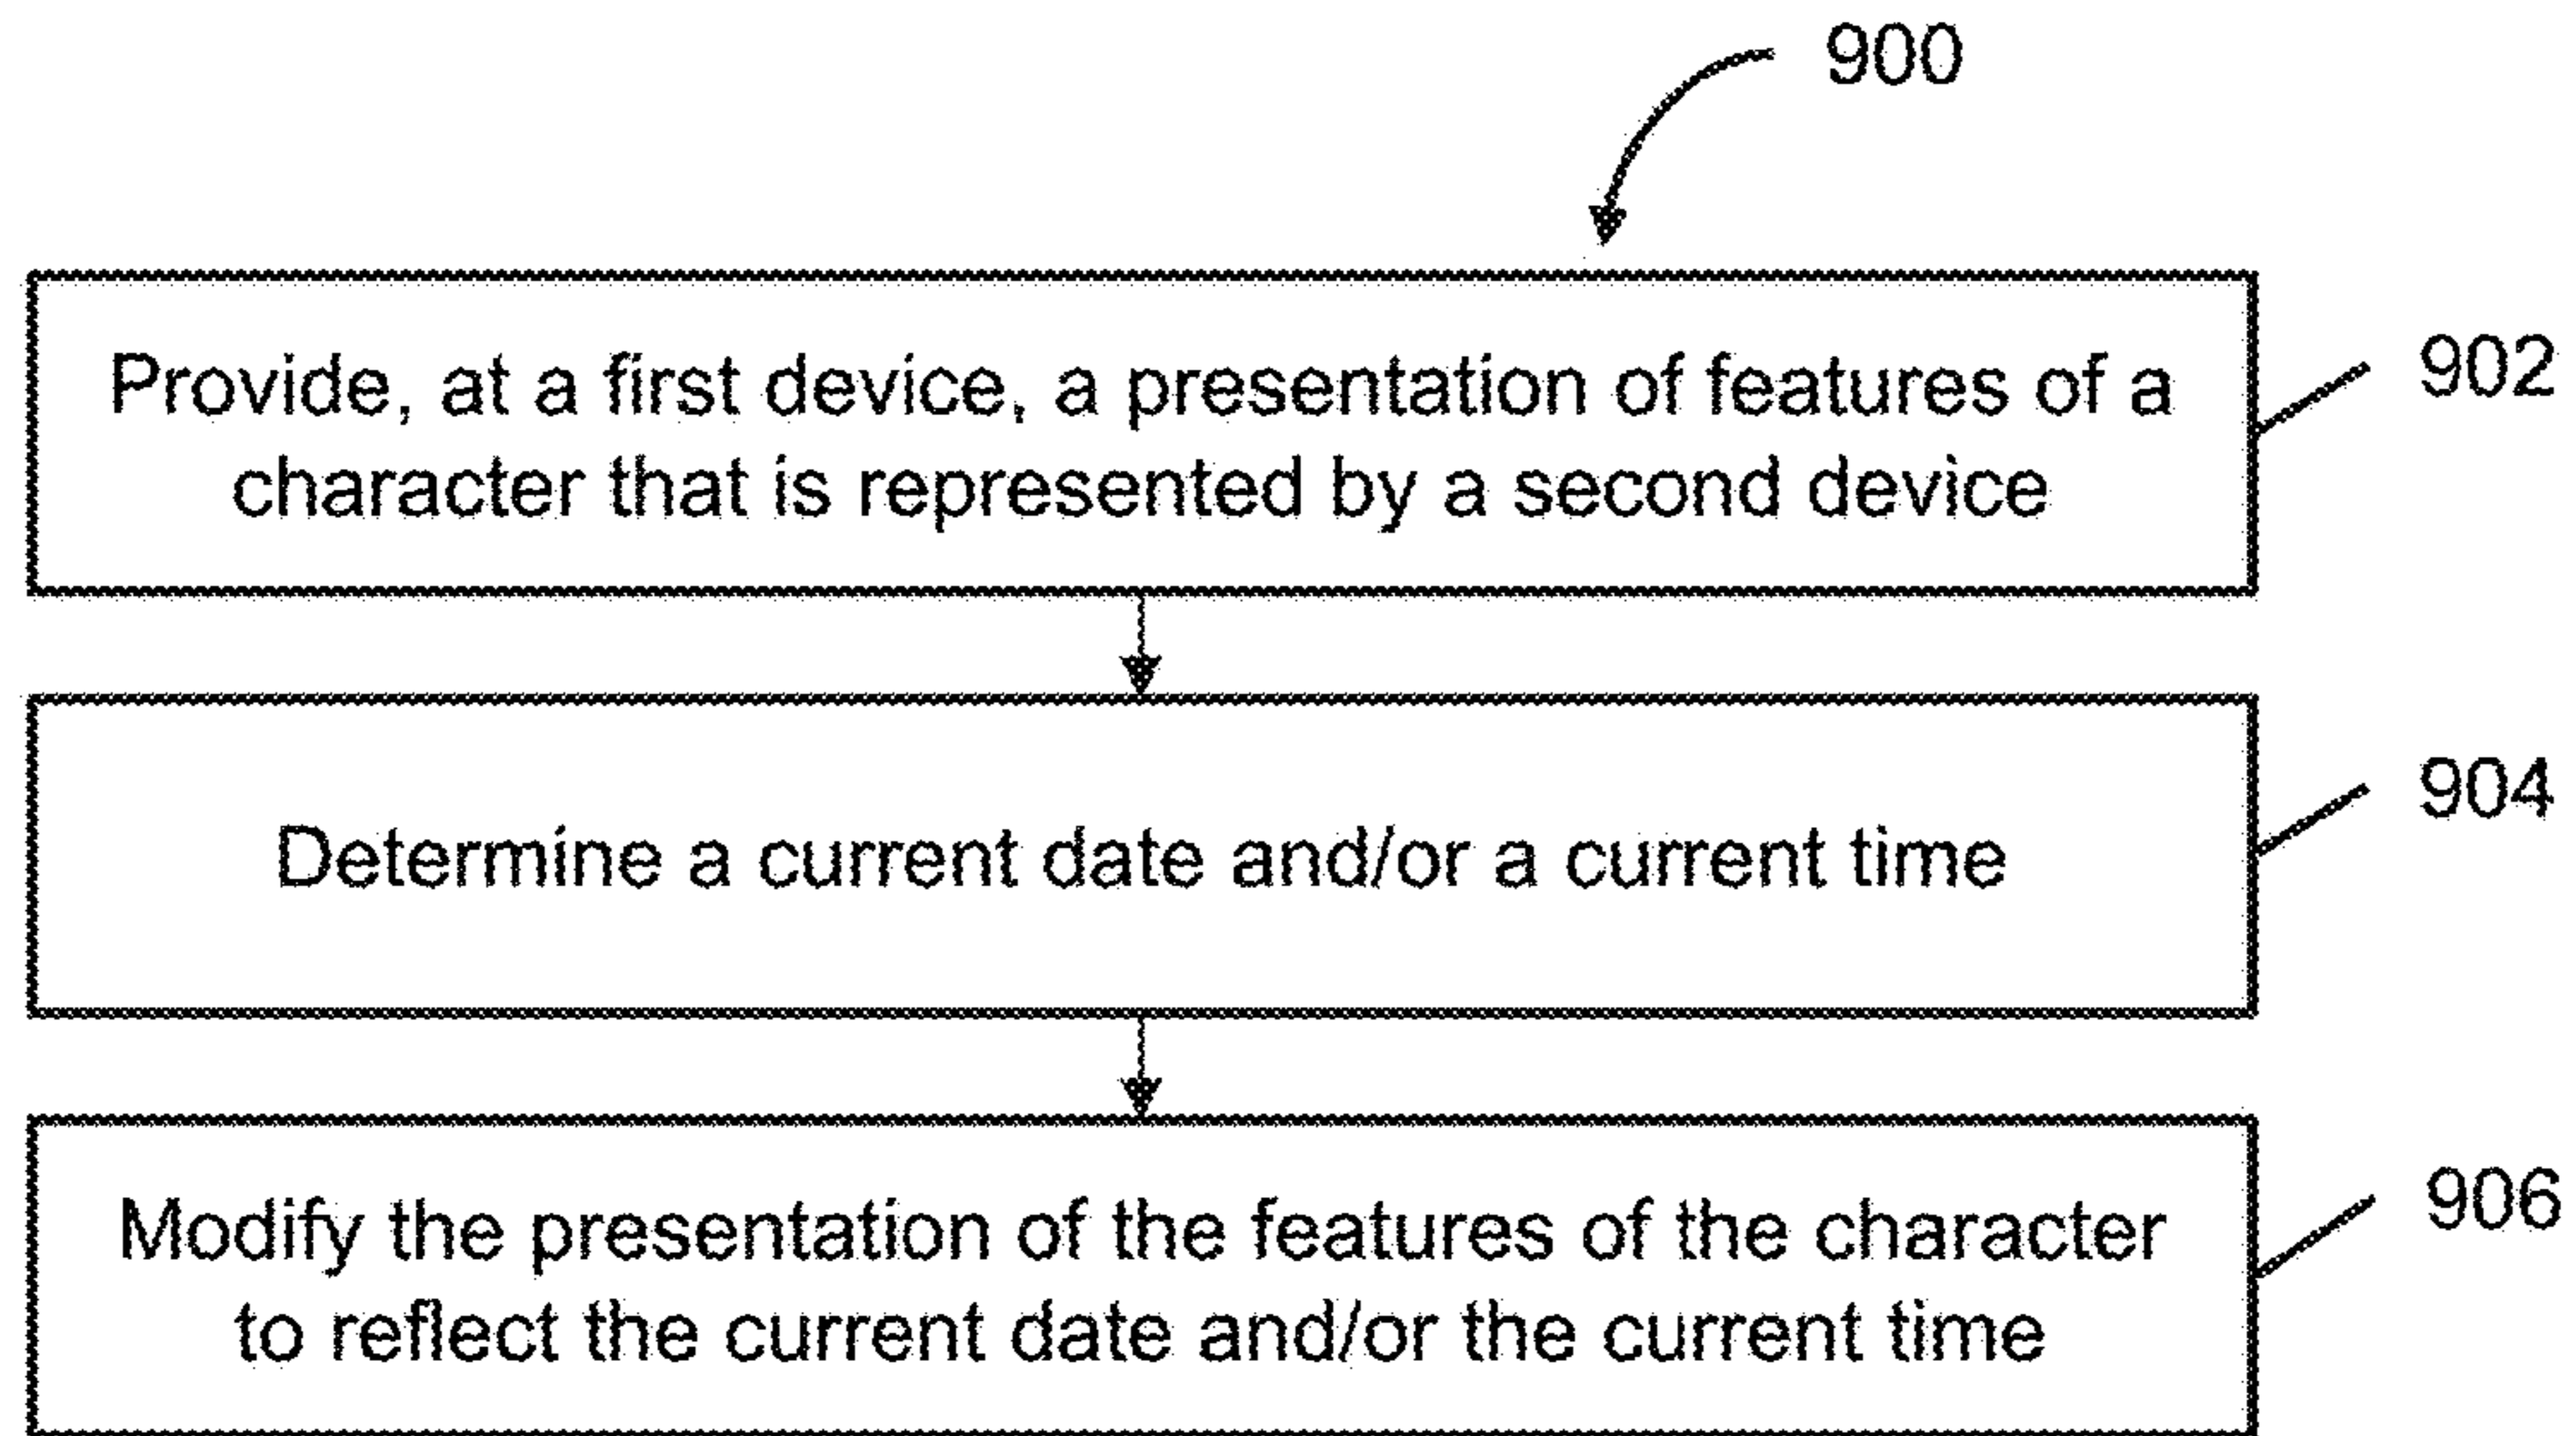 900
Provide, at a first device, a presentation of features of a
character that is represented by a second device
902
Determine a current date and/or a current time
904
Modify the presentation of the features of the character
to reflect the current date and/or the current time
906